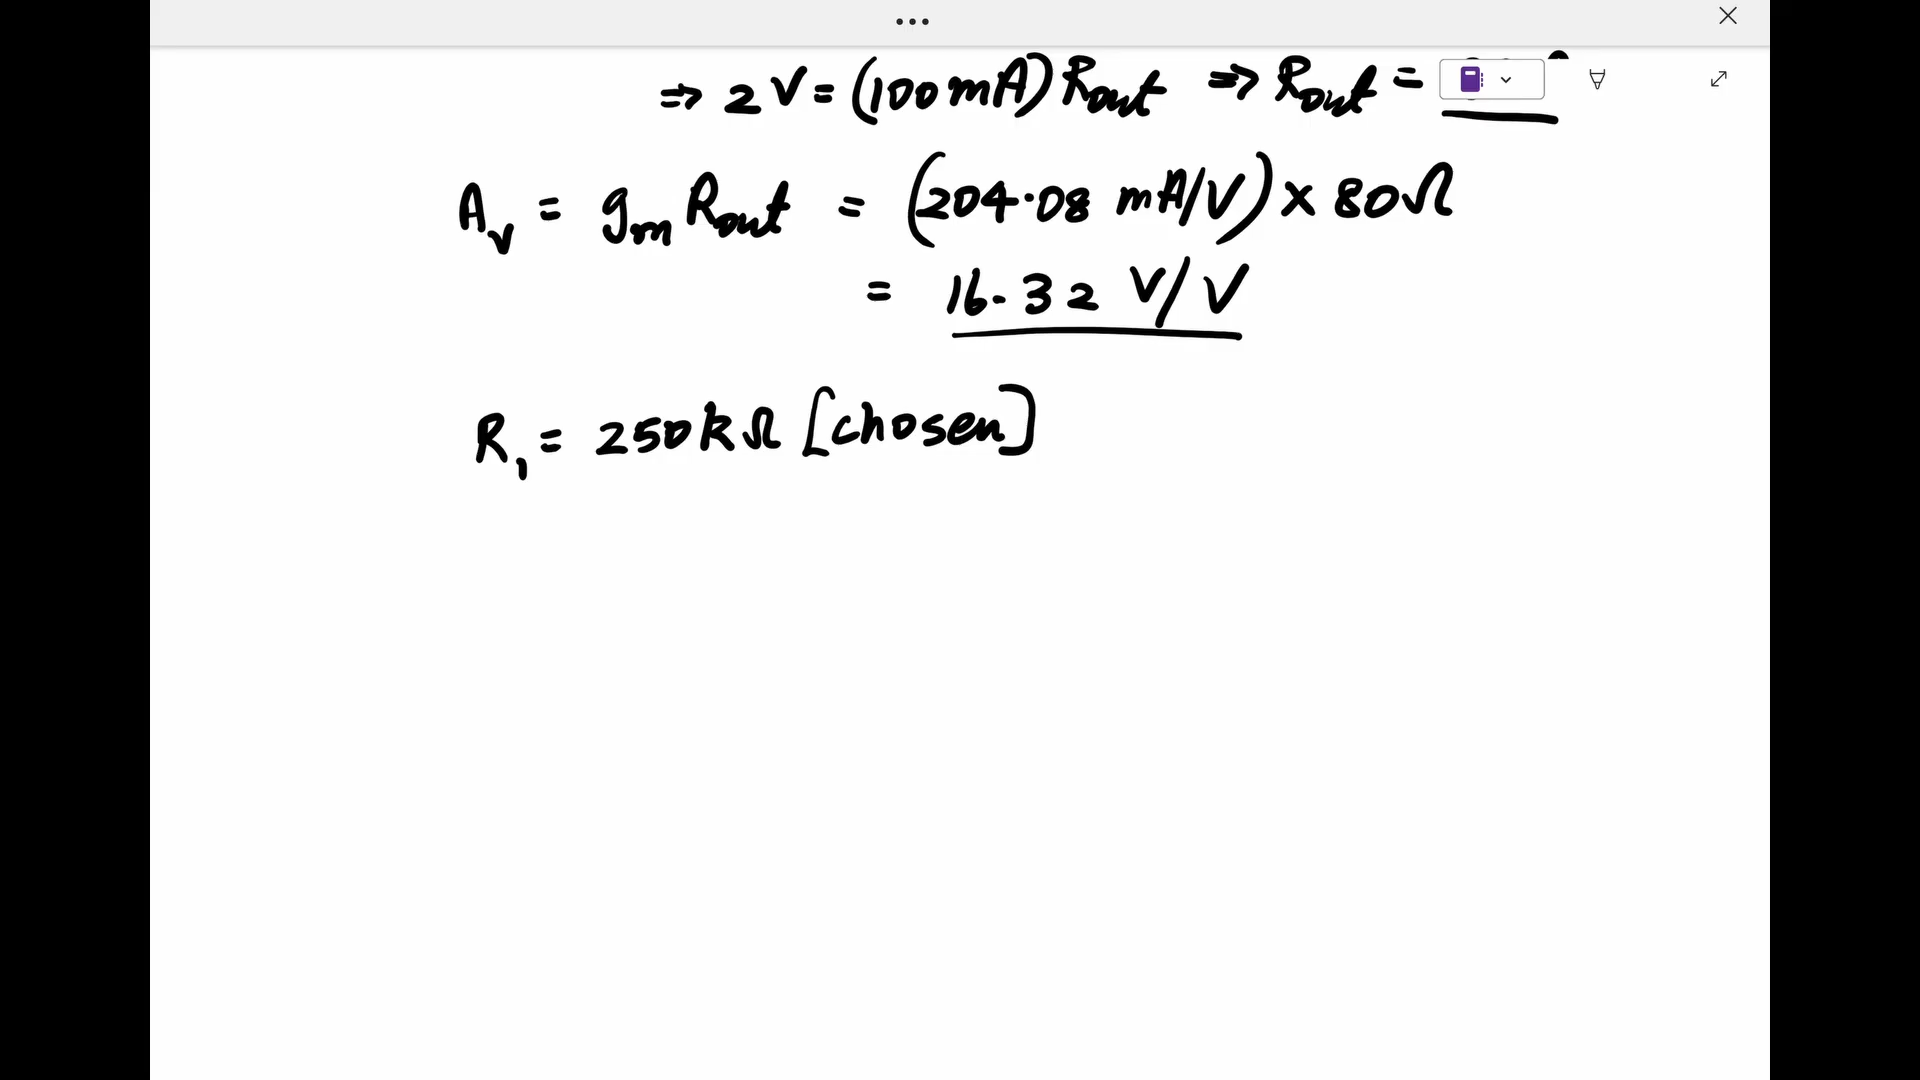 ⇒ 2V = (100mA) Rout ⇒ Rout =
Av = gm Rout = (204.08 mA/V) × 80Ω
= 16.32 V/V
R1 = 250kΩ [chosen]